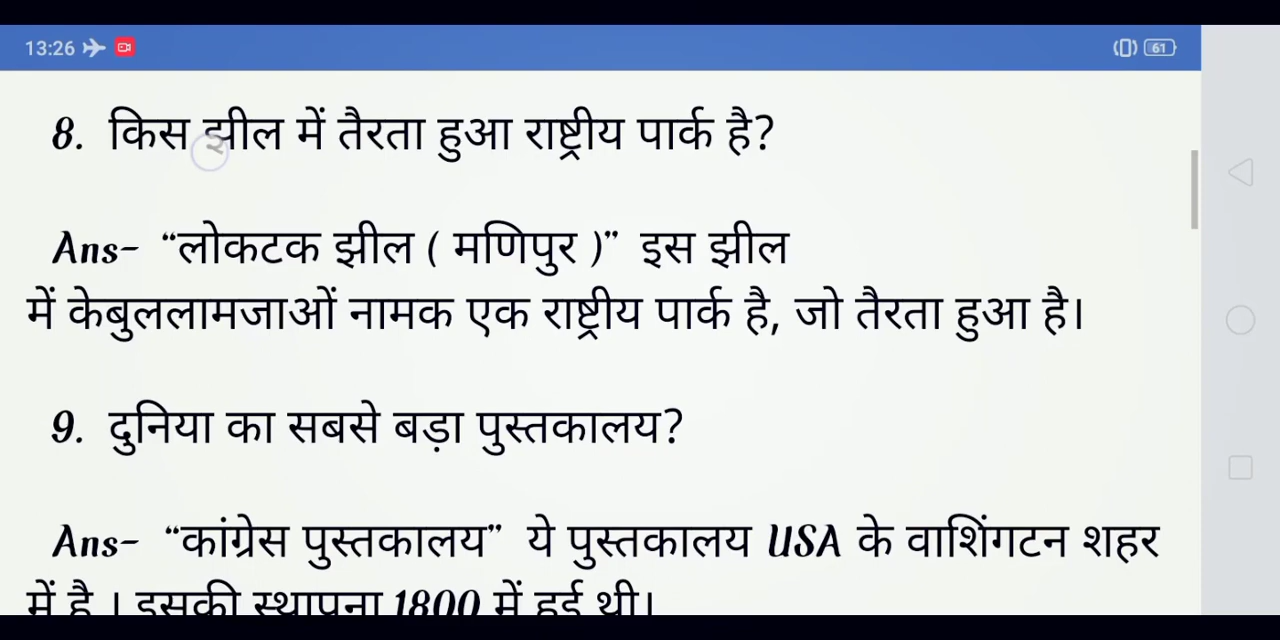 13:26
61
8. किस झील में तैरता हुआ राष्ट्रीय पार्क है?
Ans- “लोकटक झील ( मणिपुर )” इस झील
में केबुललामजाओं नामक एक राष्ट्रीय पार्क है, जो तैरता हुआ है।
9. दुनिया का सबसे बड़ा पुस्तकालय?
Ans- “कांग्रेस पुस्तकालय” ये पुस्तकालय USA के वाशिंगटन शहर
में है । इसकी स्थापना 1800 में हुई थी।